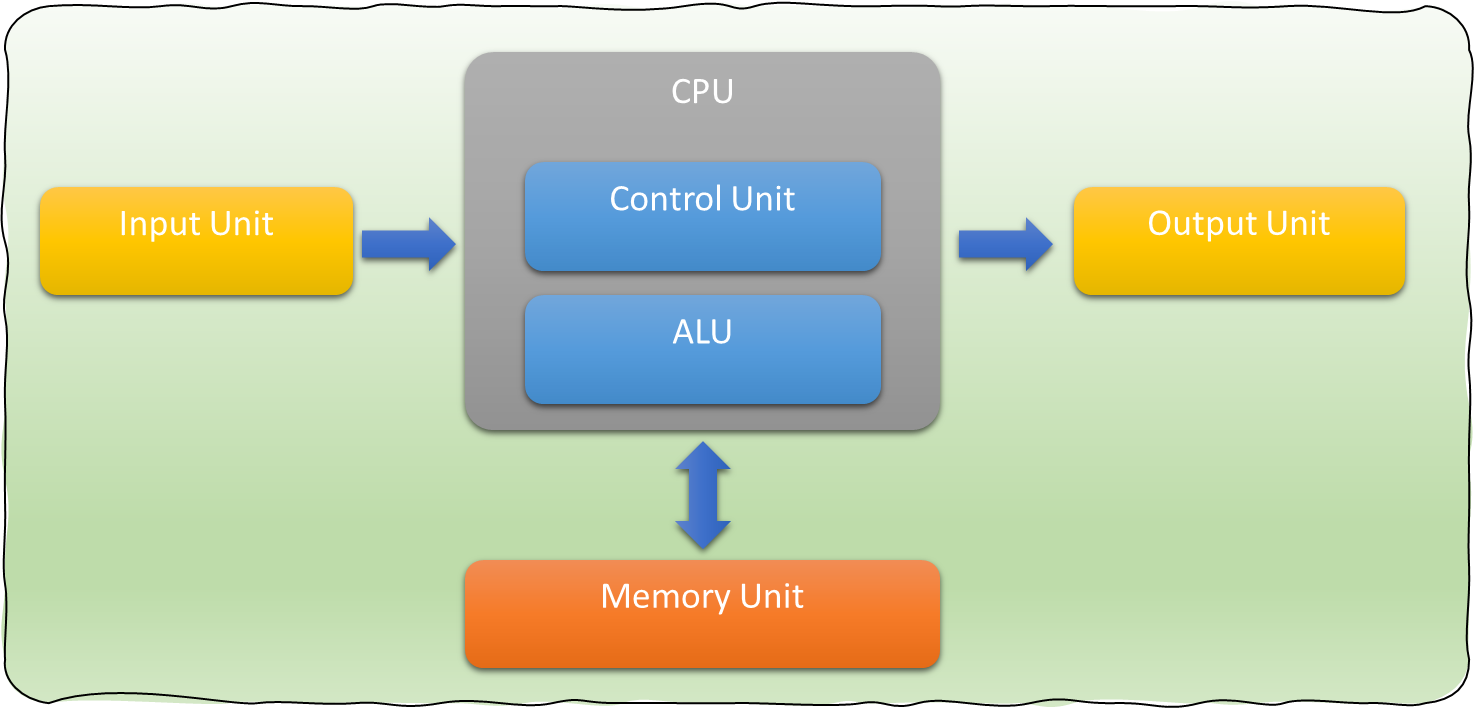 CPU
Control Unit
Input Unit
Output Unit
ALU
Memory Unit